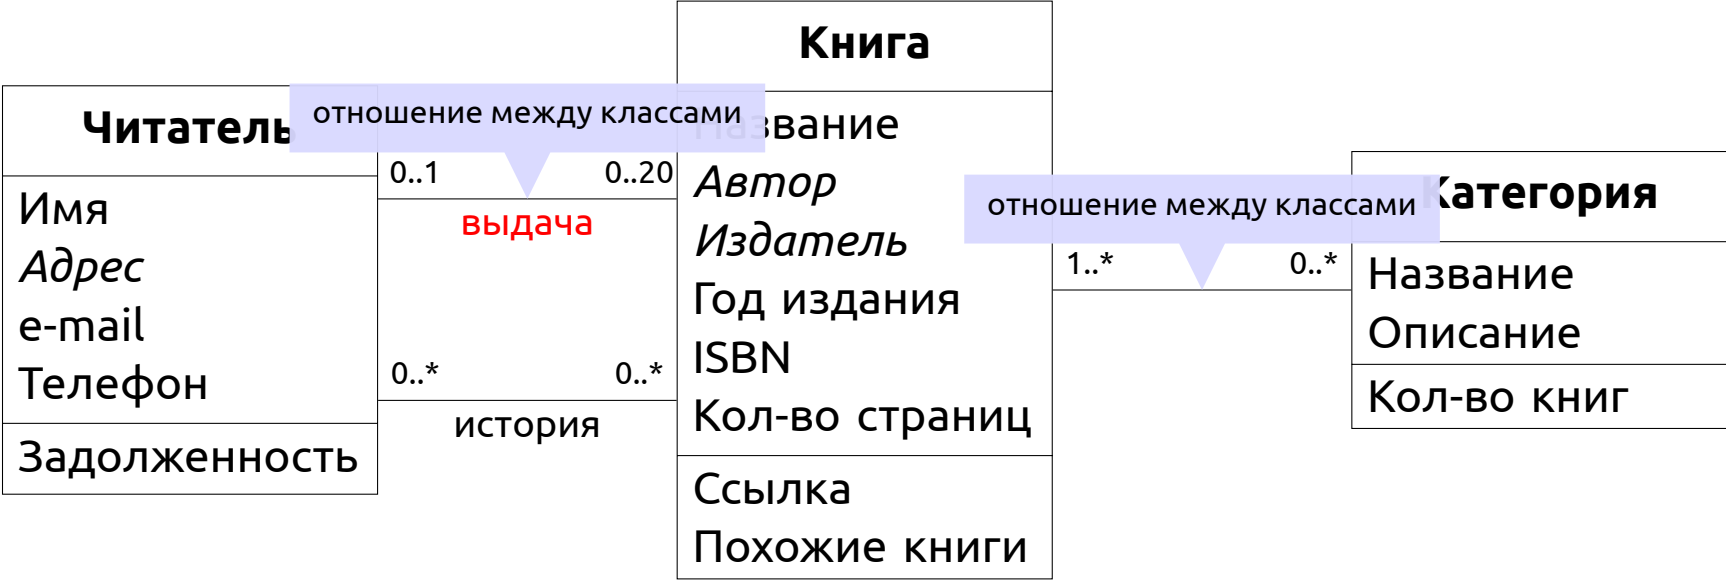 Читатель
Имя
Адрес
e-mail
Телефон
Задолженность
отношение между классами
0..1
0..20
выдача
0..*
0..*
история
Книга
Название
Автор
Издатель
Год издания
ISBN
Кол-во страниц
Ссылка
Похожие книги
отношение между классами
1..*
0..*
Категория
Название
Описание
Кол-во книг